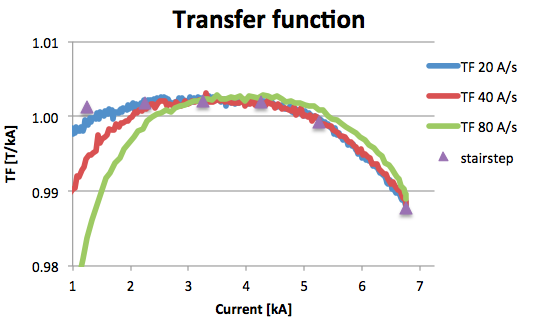 Transfer function
TF [T/kA]
1.01
1.00
0.99
0.98
1 2 3 4 5 6 7
Current [kA]
TF 20 A/s
TF 40 A/s
TF 80 A/s
stairstep